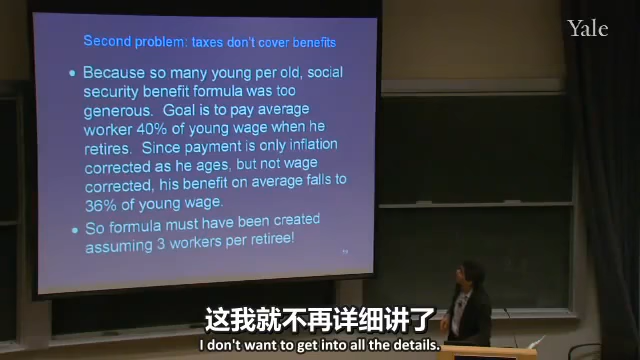 Yale
Second problem: taxes don't cover benefits
• Because so many young per old, social
security benefit formula was too
generous. Goal is to pay average
worker 40% of young wage when he
retires. Since payment is only inflation
corrected as he ages, but not wage
corrected, his benefit on average falls to
36% of young wage.
• So formula must have been created
assuming 3 workers per retiree!
这我就不再详细讲了
I don't want to get into all the details.